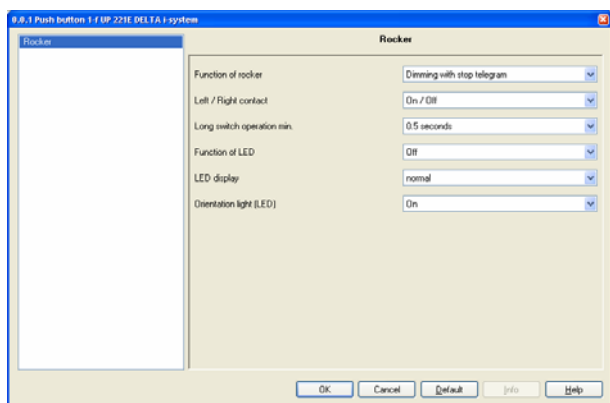 0.0.1 Push button 1-f UP 221E DELTA i-system
Rocker
Rocker
Function of rocker Dimming with stop telegram
Left / Right contact On / Off
Long switch operation min. 0.5 seconds
Function of LED Off
LED display normal
Orientation light (LED) On
OK Cancel Default Info Help